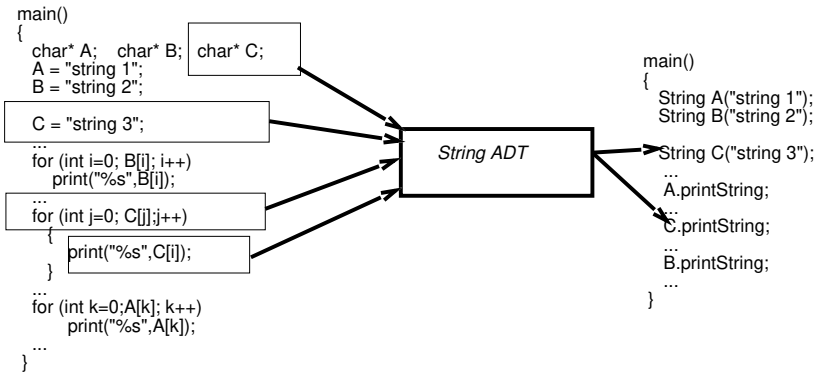 main()
{
char* A; char* B; char* C;
A = "string 1";
B = "string 2";
C = "string 3";
...
for (int i=0; B[i]; i++)
print("%s",B[i]);
...
for (int j=0; C[j];j++)
{
print("%s",C[i]);
}
...
for (int k=0;A[k]; k++)
print("%s",A[k]);
...
}
String ADT
main()
{
String A("string 1");
String B("string 2");
String C("string 3");
...
A.printString;
...
C.printString;
...
B.printString;
...
}